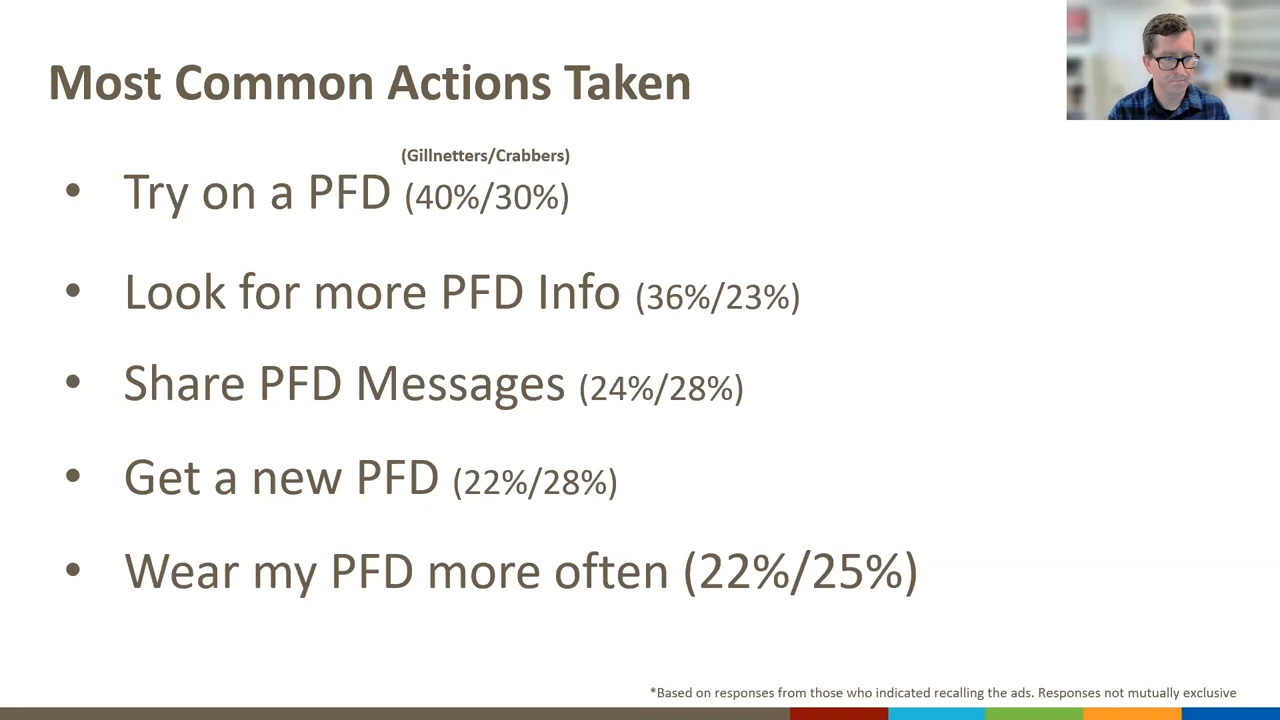 Most Common Actions Taken
(Gillnetters/Crabbers)
• Try on a PFD (40%/30%)
• Look for more PFD Info (36%/23%)
• Share PFD Messages (24%/28%)
• Get a new PFD (22%/28%)
• Wear my PFD more often (22%/25%)
*Based on responses from those who indicated recalling the ads. Responses not mutually exclusive